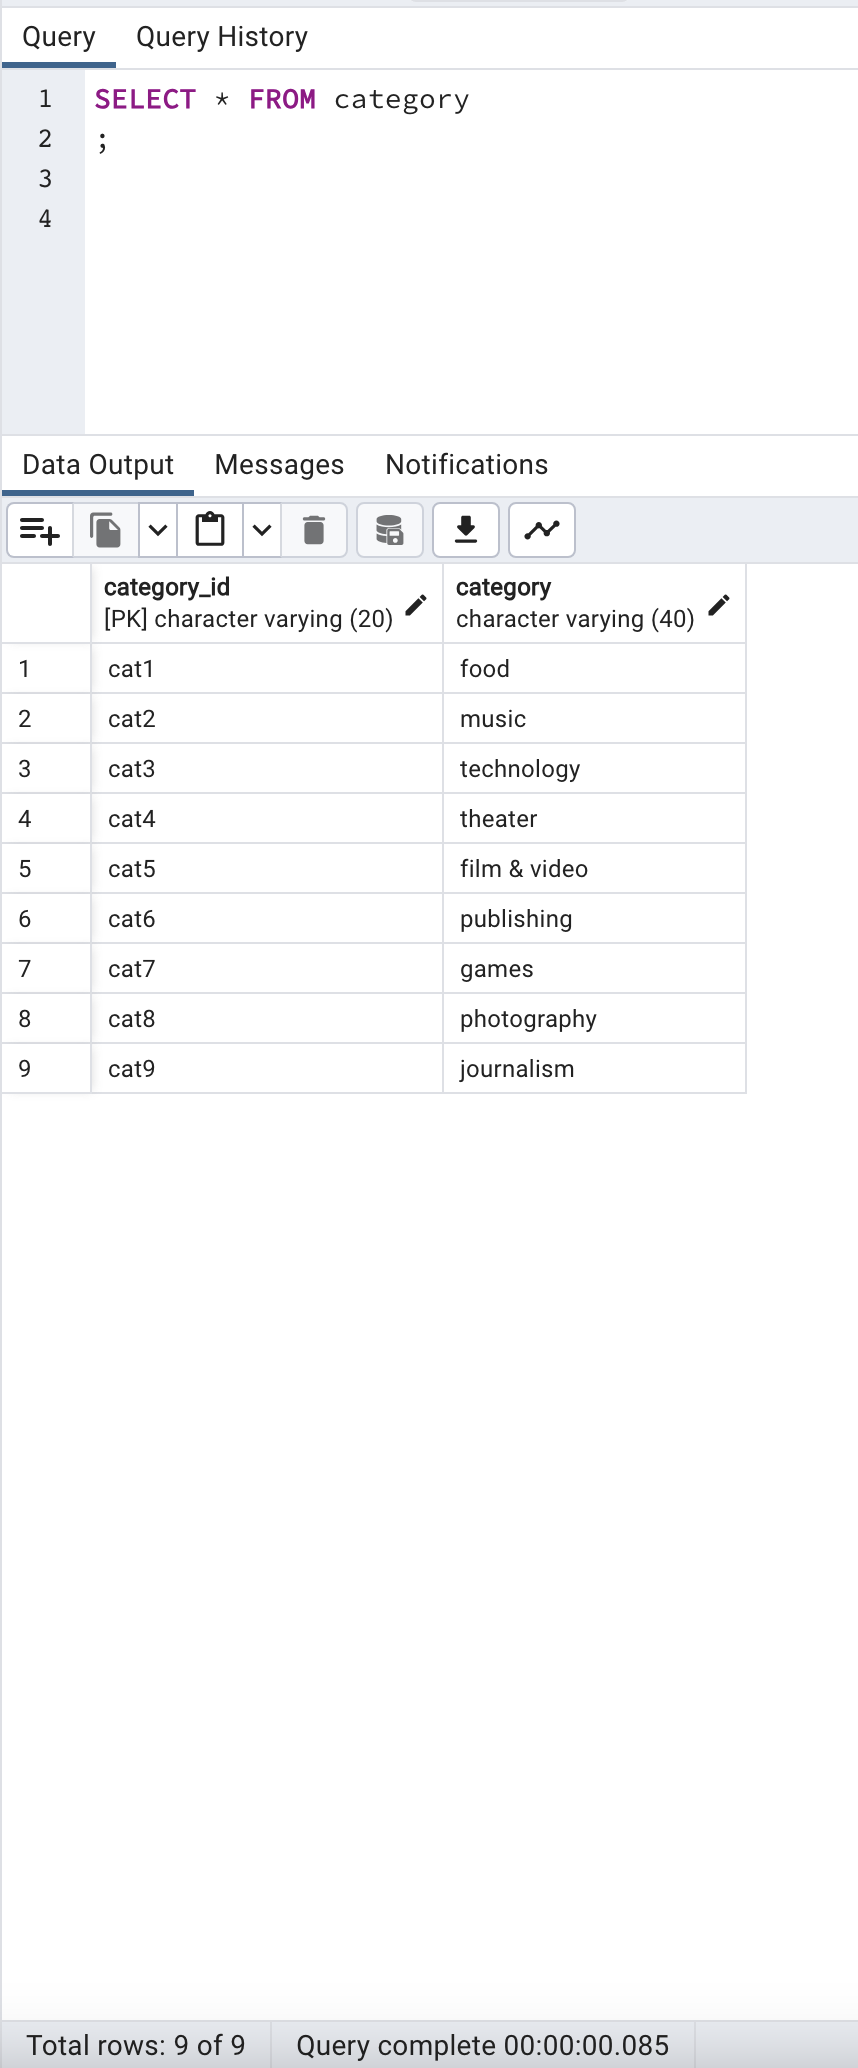 Query Query History
1 SELECT * FROM category
2 ;
3
4
Data Output Messages Notifications
category_id category
[PK] character varying (20) character varying (40)
1 cat1 food
2 cat2 music
3 cat3 technology
4 cat4 theater
5 cat5 film & video
6 cat6 publishing
7 cat7 games
8 cat8 photography
9 cat9 journalism
Total rows: 9 of 9 Query complete 00:00:00.085